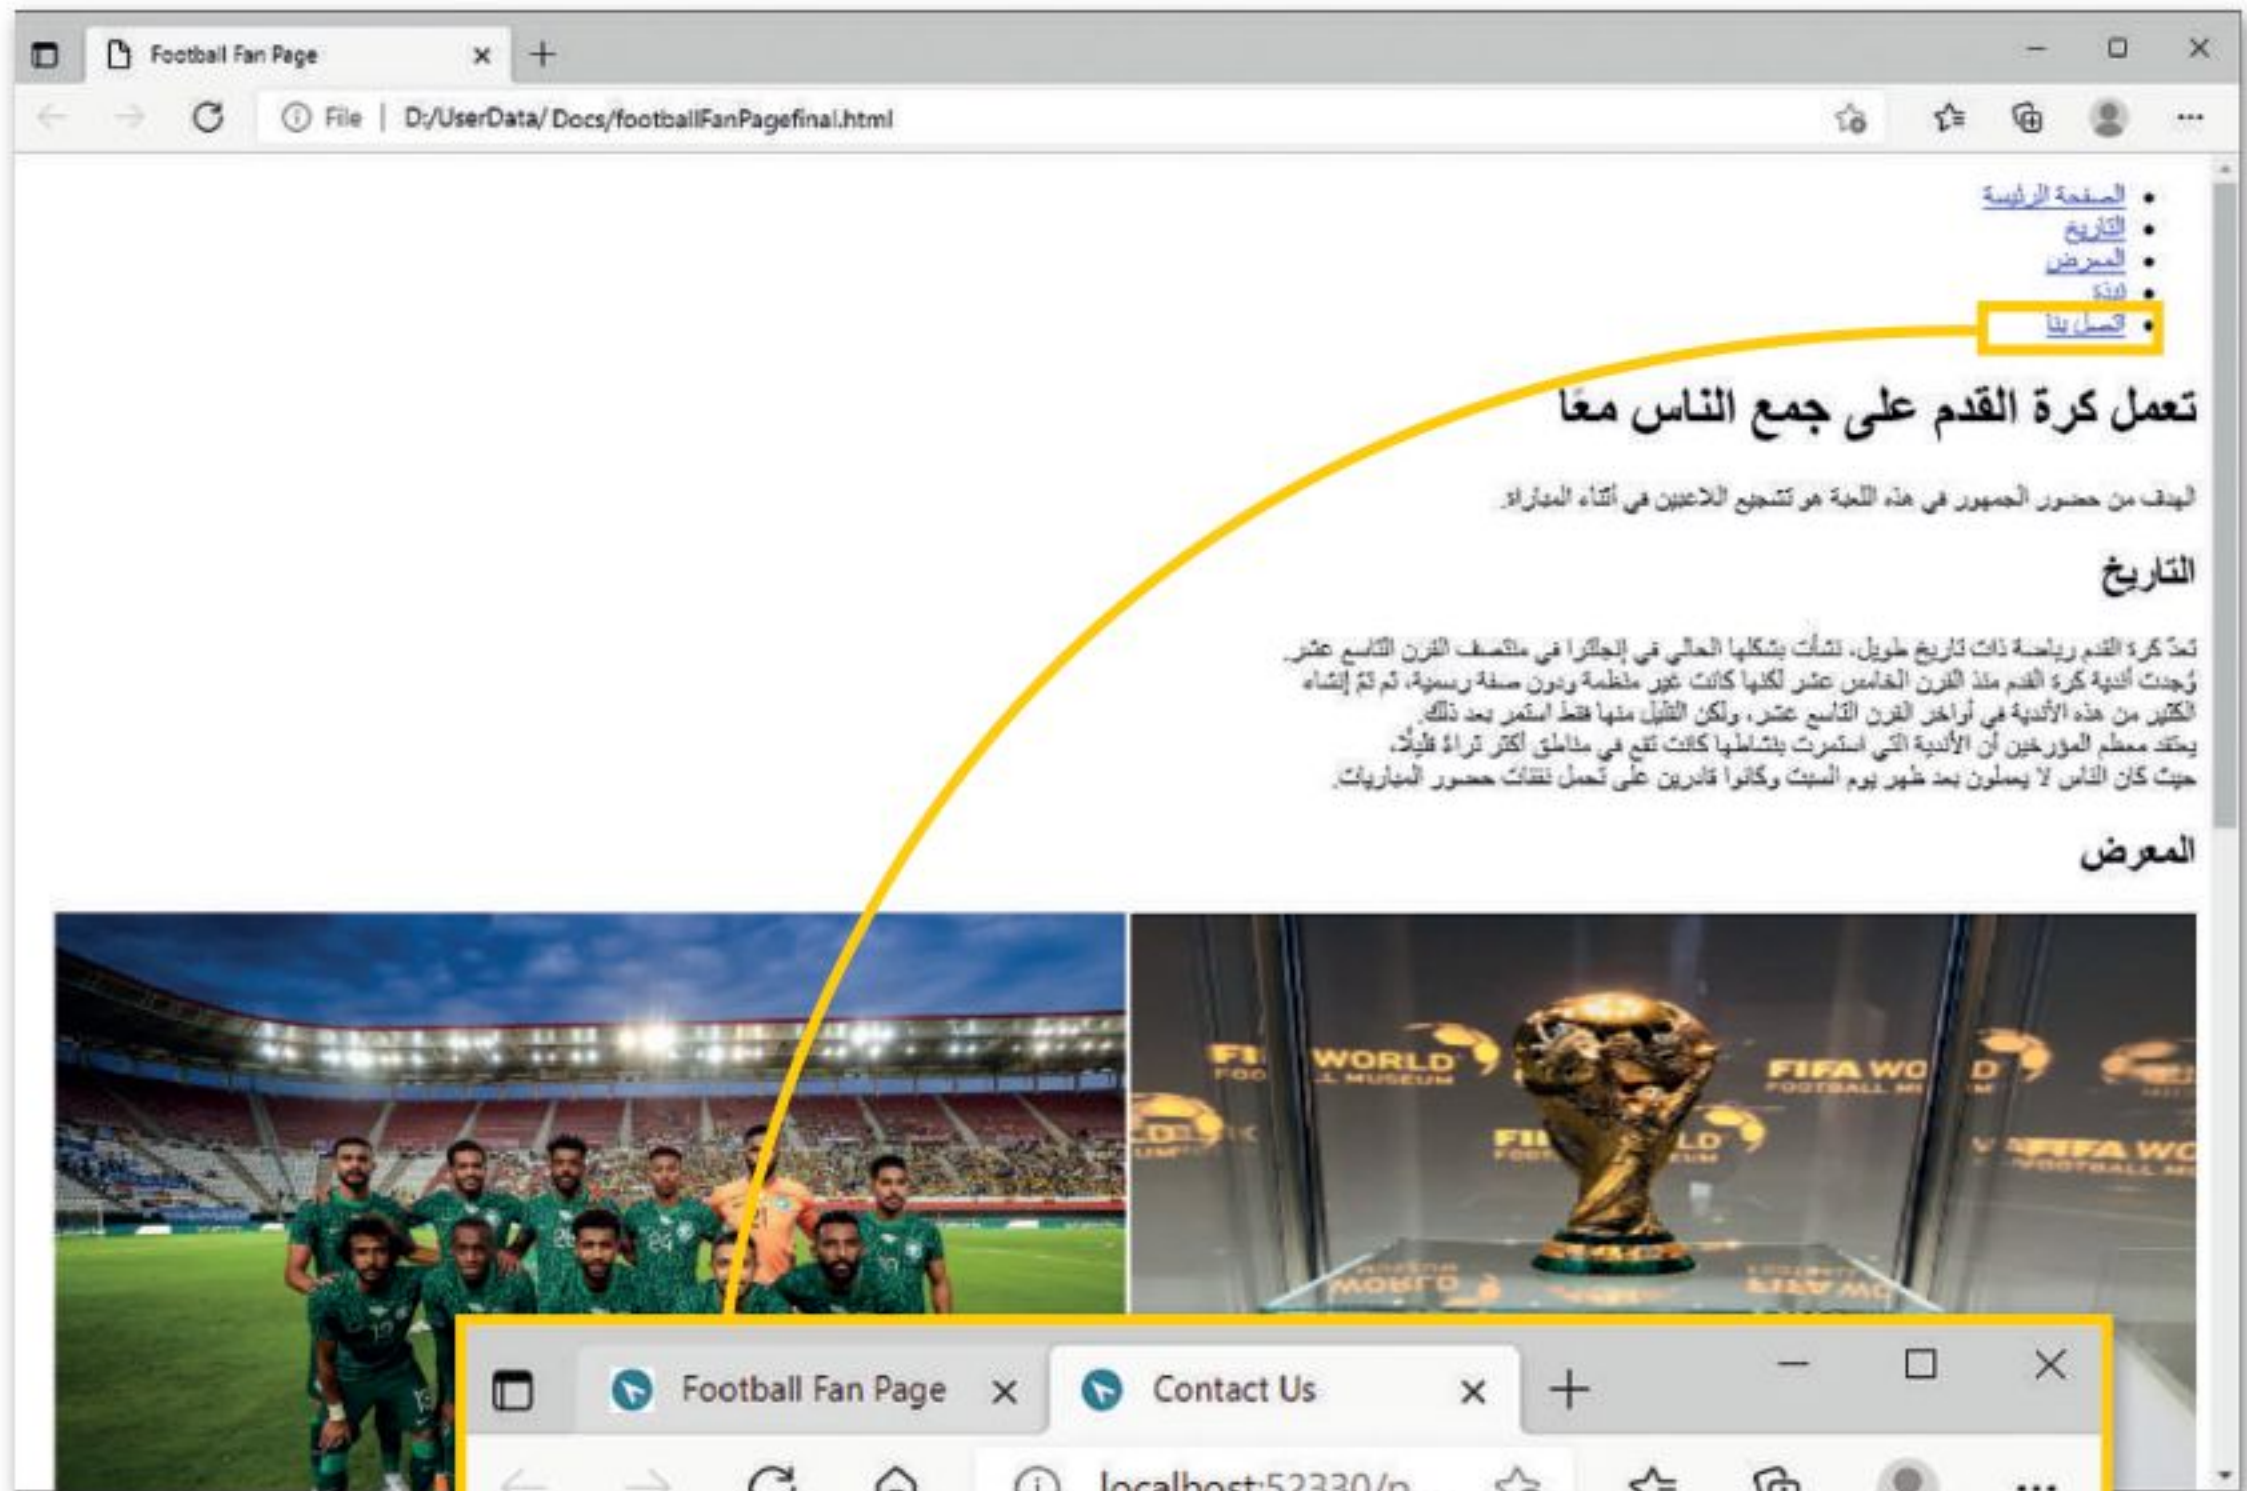 Football Fan Page
File | D:/UserData/Docs/footballFanPagefinal.html
الصفحة الرئيسة
التاريخ
المعرض
نبذة
اتصل بنا
تعمل كرة القدم على جمع الناس معًا
الهدف من حضور الجمهور في هذه اللعبة هو تشجيع اللاعبين في أثناء المباراة.
التاريخ
تعدّ كرة القدم رياضة ذات تاريخ طويل، نشأت بشكلها الحالي في إنجلترا في منتصف القرن التاسع عشر.
وُجدت أندية كرة القدم منذ القرن الخامس عشر لكنها كانت غير منظمة ودون صفة رسمية، ثم تمّ إنشاء
الكثير من هذه الأندية في أواخر القرن التاسع عشر، ولكن القليل منها فقط استمر بعد ذلك.
يعتقد معظم المؤرخين أن الأندية التي استمرت بنشاطها كانت تقع في مناطق أكثر ثراءً قليلًا،
حيث كان الناس لا يعملون بعد ظهر يوم السبت وكانوا قادرين على تحمل نفقات حضور المباريات.
المعرض
WORLD
FIFA WO
FIFA WO
21
24
19
Football Fan Page
Contact Us
localhost:52330/p